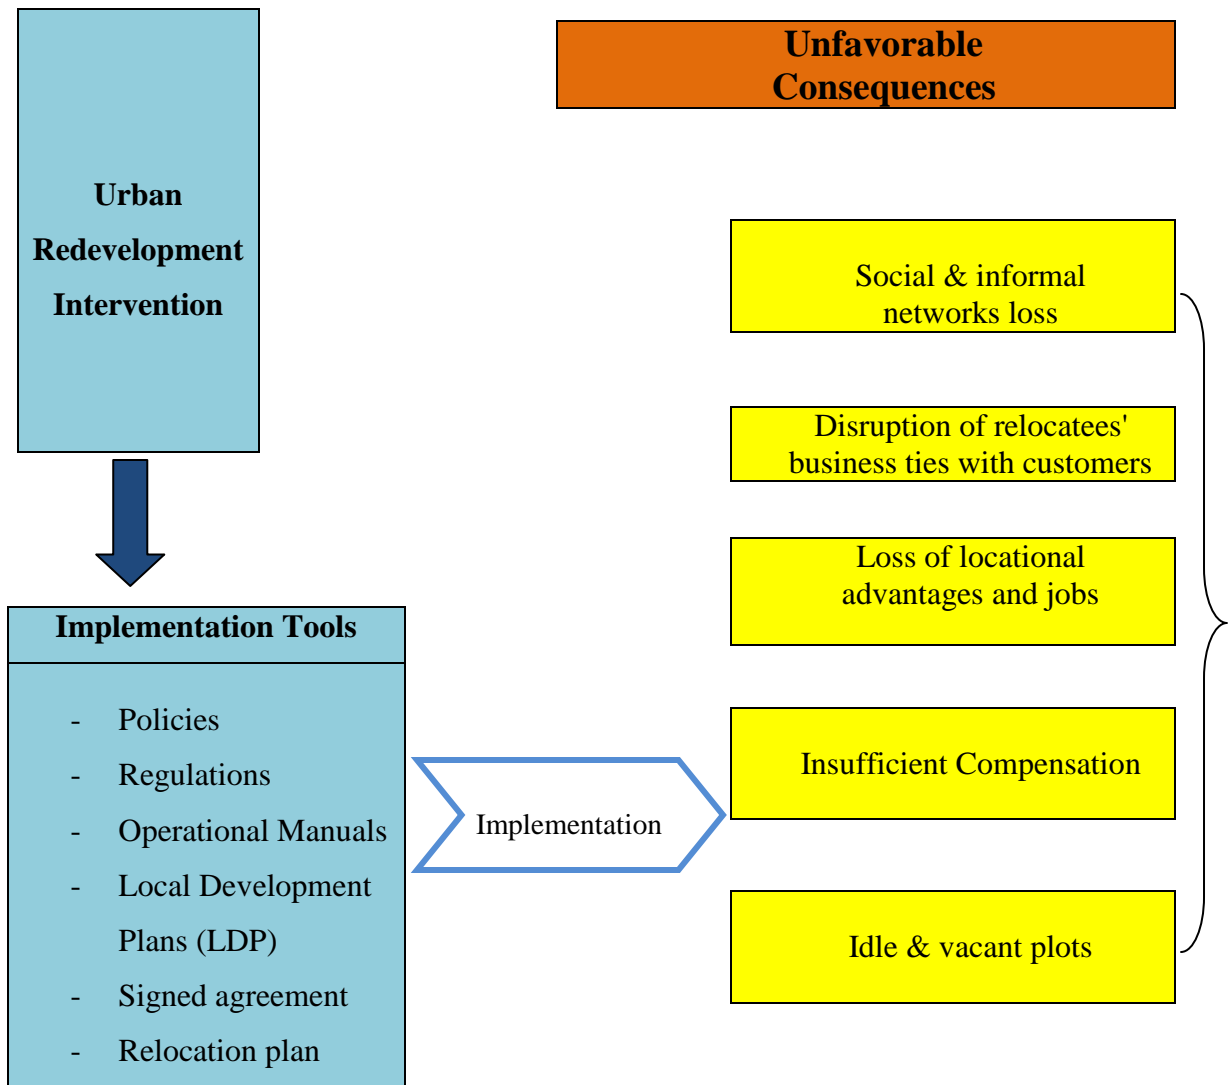 Urban
Redevelopment
Intervention
Unfavorable
Consequences
Social & informal
networks loss
Disruption of relocatees'
business ties with customers
Loss of locational
advantages and jobs
Insufficient Compensation
Idle & vacant plots
Implementation Tools
- Policies
- Regulations
- Operational Manuals
- Local Development
Plans (LDP)
- Signed agreement
- Relocation plan
Implementation